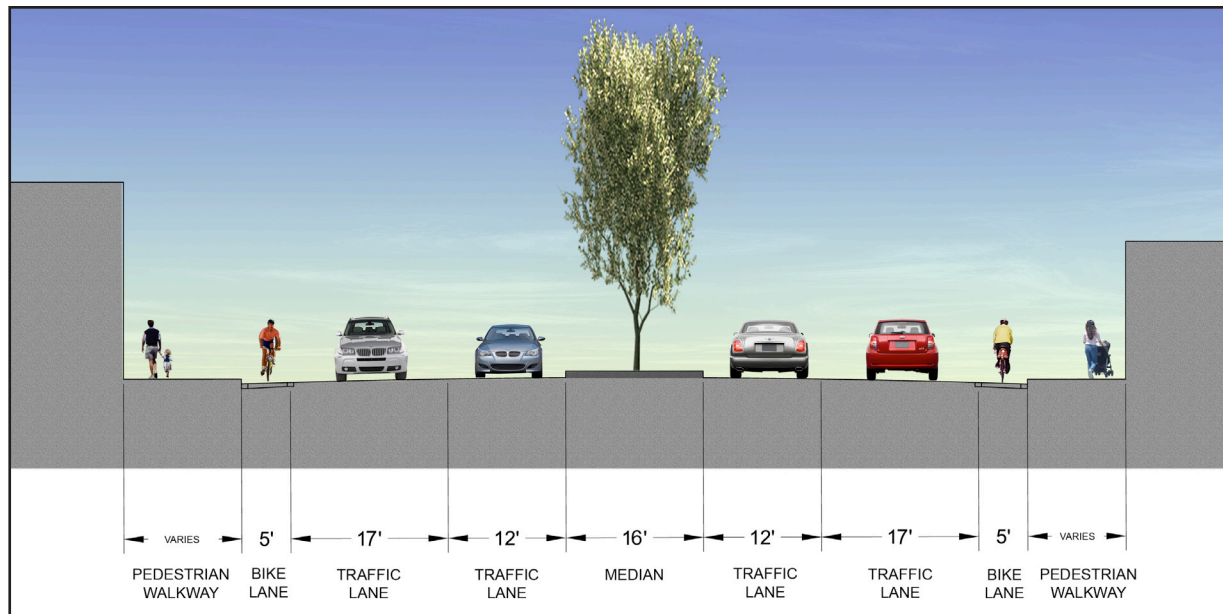 VARIES 5' 17' 12' 16' 12' 17' 5' VARIES
PEDESTRIAN WALKWAY
BIKE LANE
TRAFFIC LANE
TRAFFIC LANE
MEDIAN
TRAFFIC LANE
TRAFFIC LANE
BIKE LANE
PEDESTRIAN WALKWAY